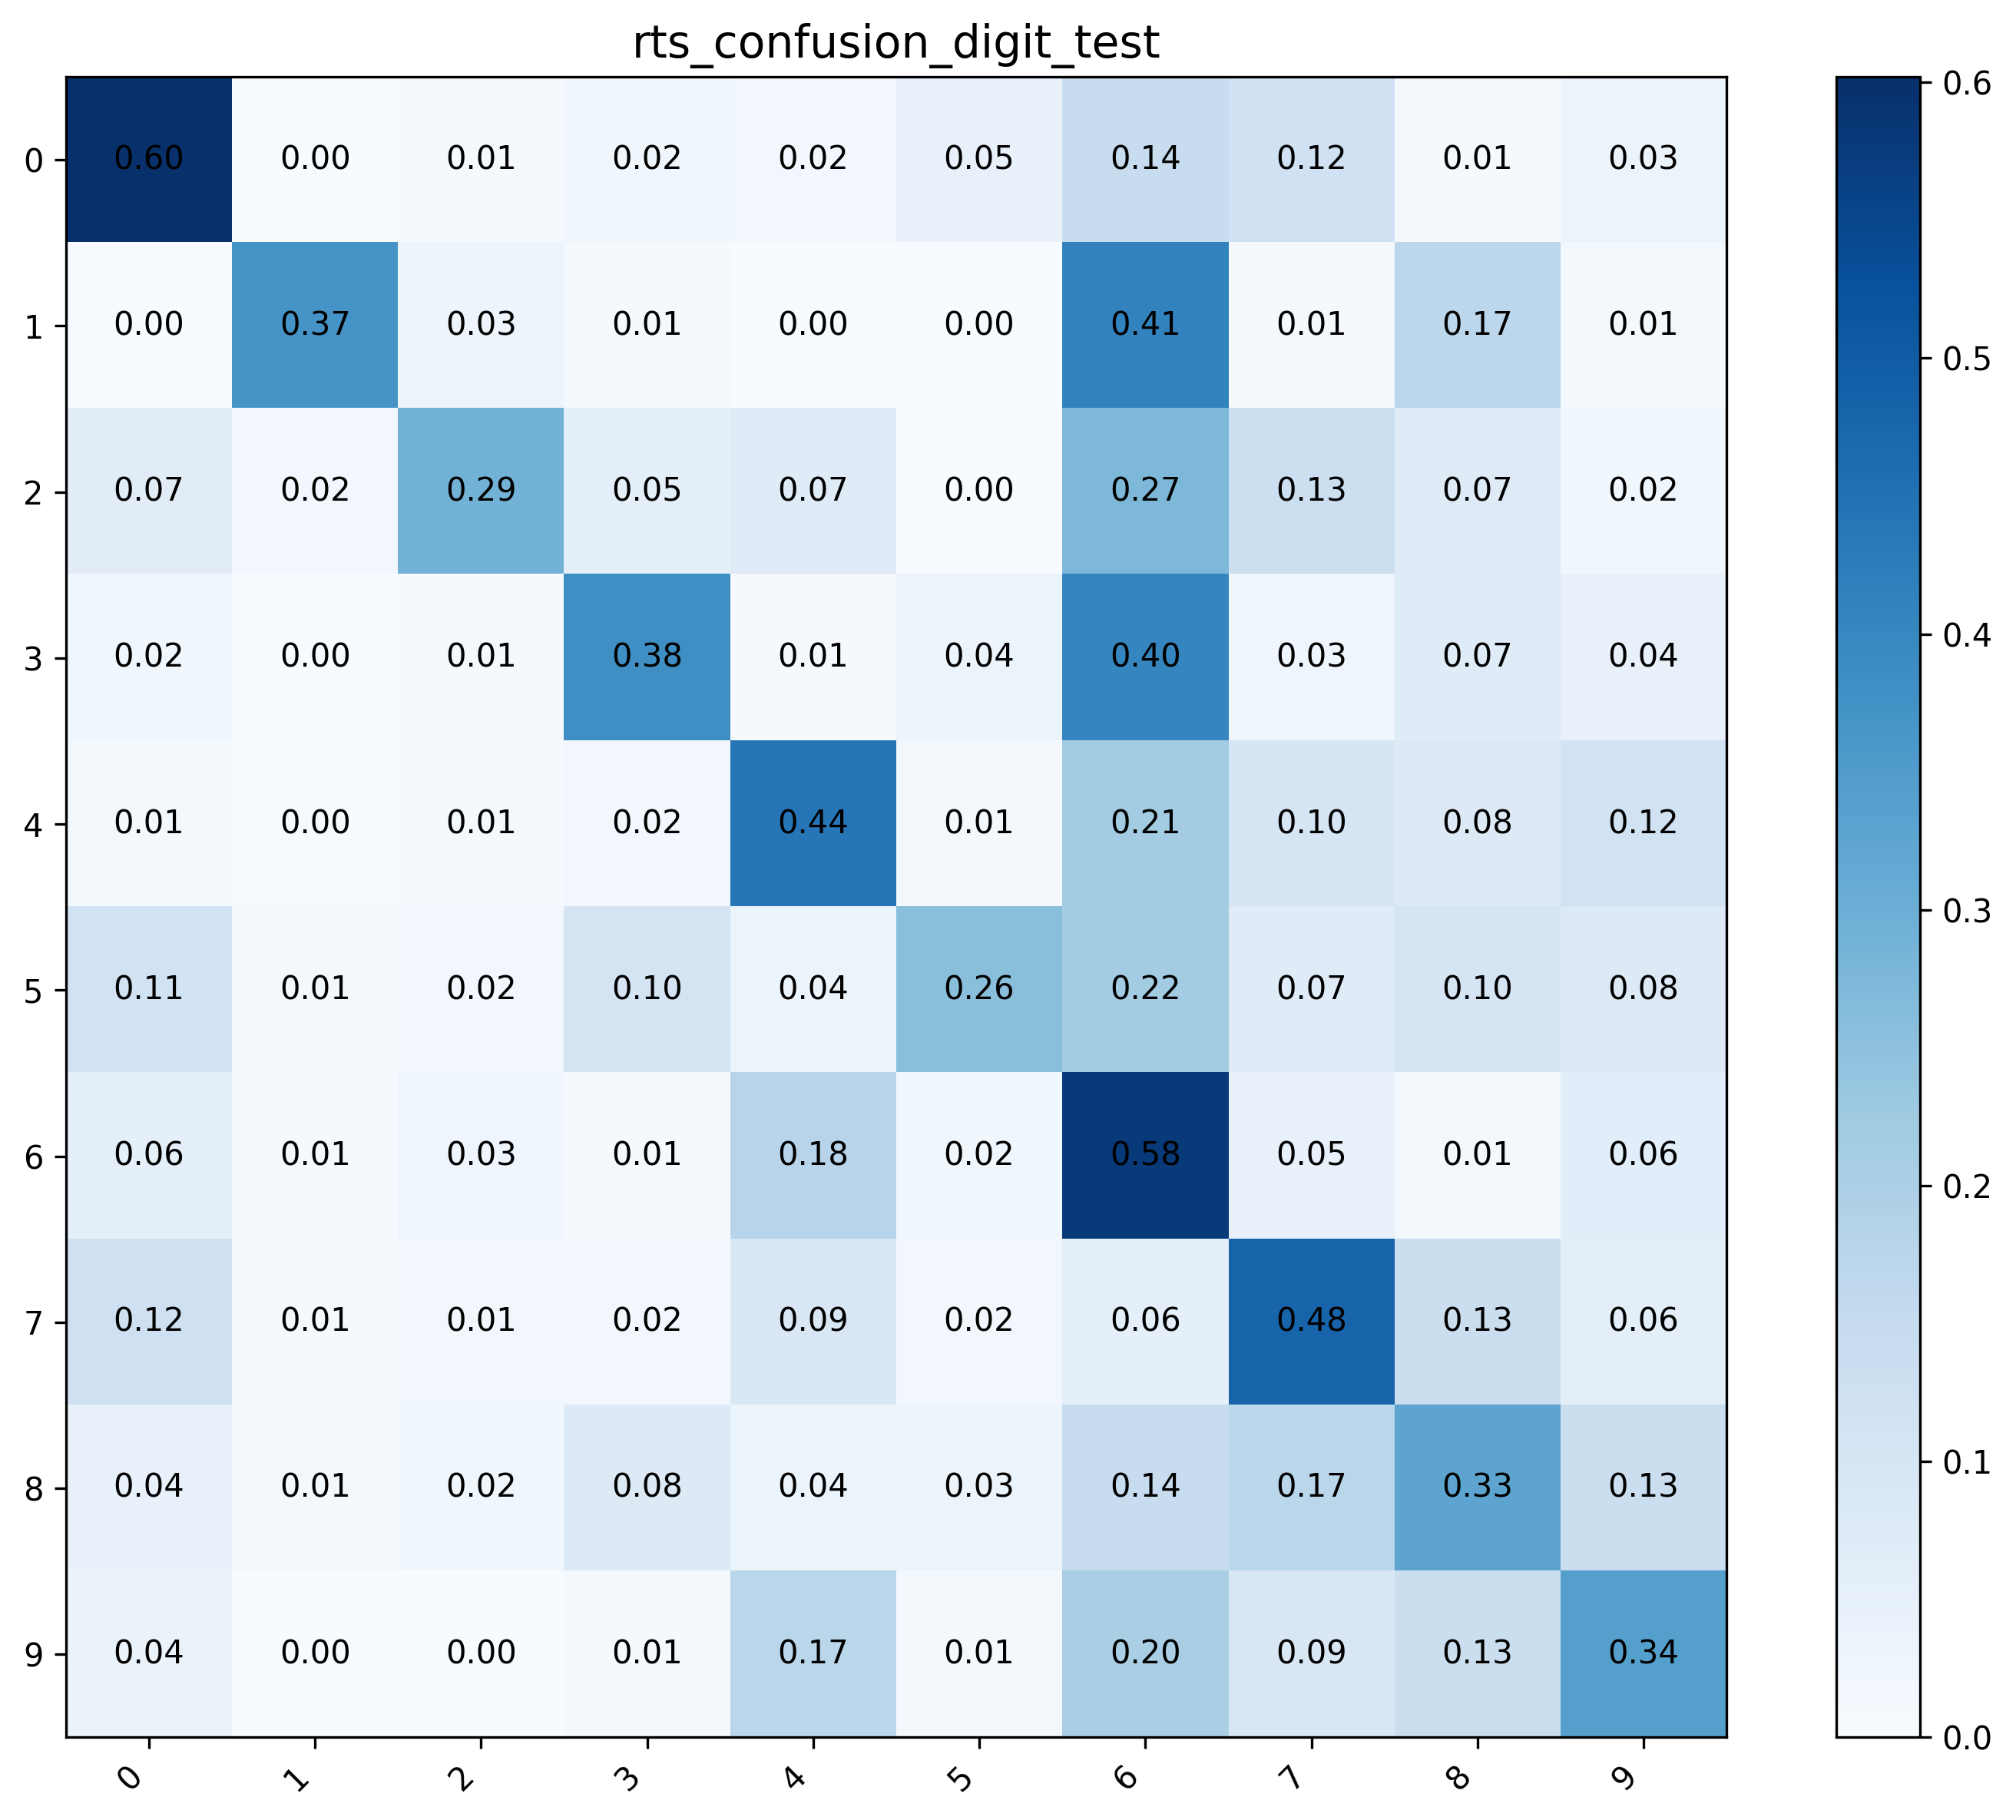 rts_confusion_digit_test
0 0.60 0.00 0.01 0.02 0.02 0.05 0.14 0.12 0.01 0.03
1 0.00 0.37 0.03 0.01 0.00 0.00 0.41 0.01 0.17 0.01
2 0.07 0.02 0.29 0.05 0.07 0.00 0.27 0.13 0.07 0.02
3 0.02 0.00 0.01 0.38 0.01 0.04 0.40 0.03 0.07 0.04
4 0.01 0.00 0.01 0.02 0.44 0.01 0.21 0.10 0.08 0.12
5 0.11 0.01 0.02 0.10 0.04 0.26 0.22 0.07 0.10 0.08
6 0.06 0.01 0.03 0.01 0.18 0.02 0.58 0.05 0.01 0.06
7 0.12 0.01 0.01 0.02 0.09 0.02 0.06 0.48 0.13 0.06
8 0.04 0.01 0.02 0.08 0.04 0.03 0.14 0.17 0.33 0.13
9 0.04 0.00 0.00 0.01 0.17 0.01 0.20 0.09 0.13 0.34
0 1 2 3 4 5 6 7 8 9
0.6
0.5
0.4
0.3
0.2
0.1
0.0